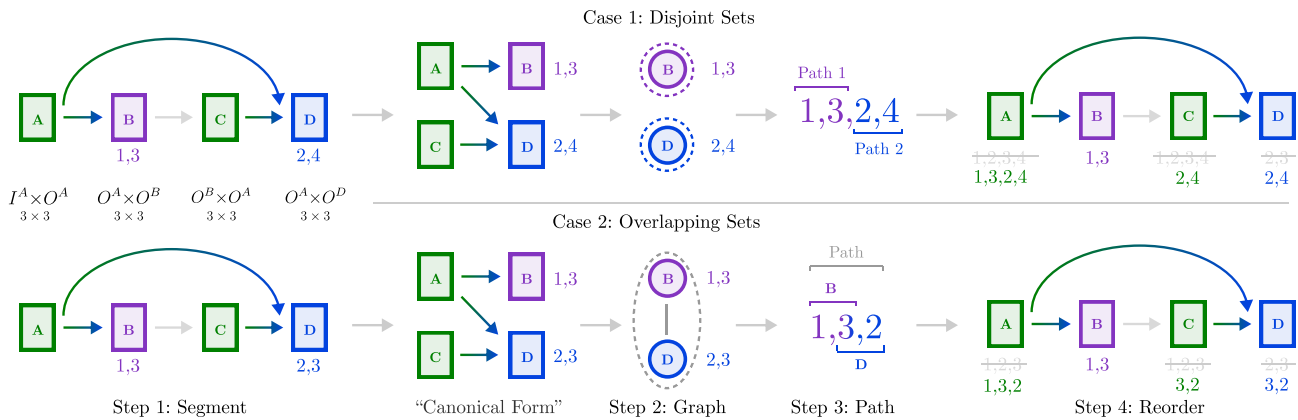 Case 1: Disjoint Sets
A B C D
1,3 2,4
A B 1,3
C D 2,4
B 1,3
D 2,4
Path 1
1,3,2,4
Path 2
A B C D
1,2,3,4 1,2,3,4 2,3
1,3,2,4 1,3 2,4 2,4
I^A×O^A O^A×O^B O^B×O^A O^A×O^D
3 × 3 3 × 3 3 × 3 3 × 3
Case 2: Overlapping Sets
A B C D
1,3 2,3
A B 1,3
C D 2,3
B 1,3
D 2,3
Path
B
1,3,2
D
A B C D
1,2,3 1,2,3 2,3
1,3,2 1,3 3,2 3,2
Step 1: Segment “Canonical Form” Step 2: Graph Step 3: Path Step 4: Reorder